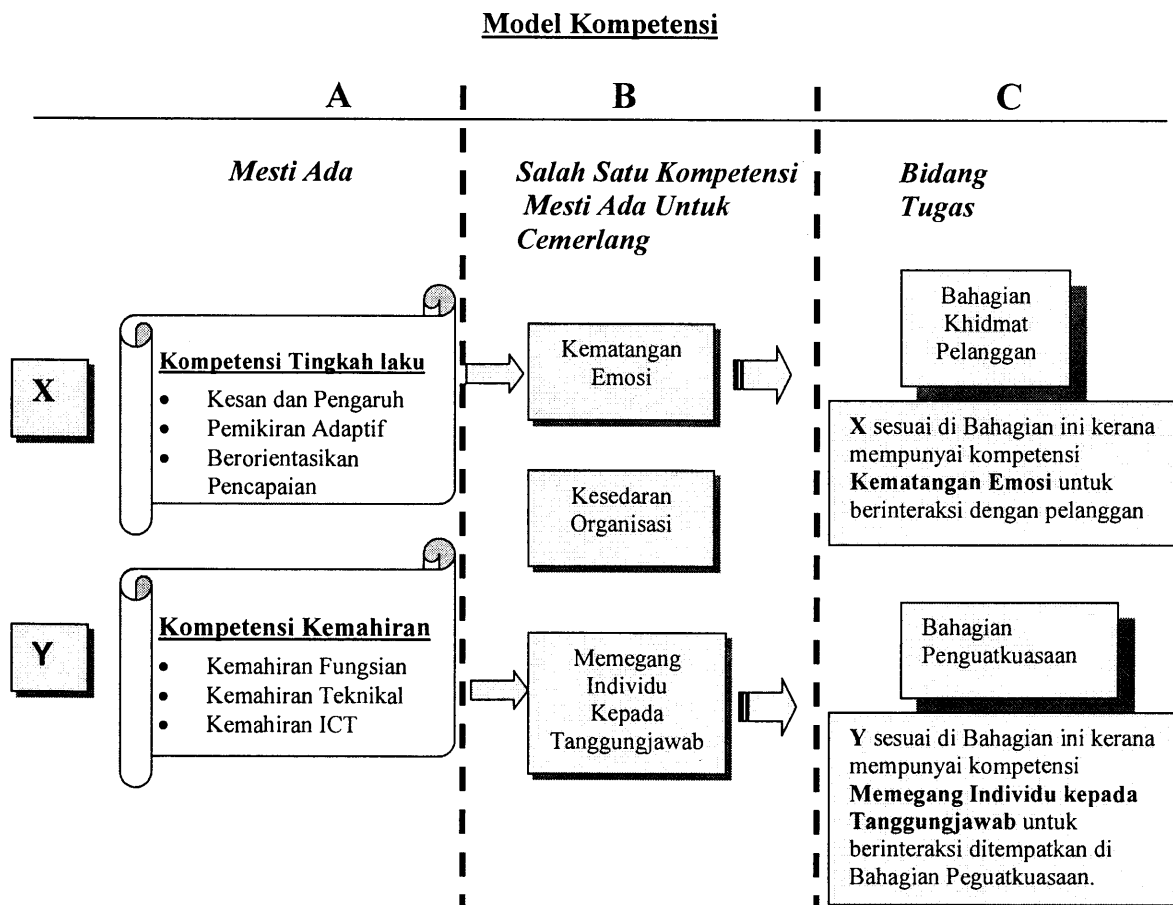 Model Kompetensi
A
B
C
Mesti Ada
Salah Satu Kompetensi
Mesti Ada Untuk
Cemerlang
Bidang
Tugas
X
Kompetensi Tingkah laku
• Kesan dan Pengaruh
• Pemikiran Adaptif
• Berorientasikan
Pencapaian
Kematangan
Emosi
Kesedaran
Organisasi
Bahagian
Khidmat
Pelanggan
X sesuai di Bahagian ini kerana
mempunyai kompetensi
Kematangan Emosi untuk
berinteraksi dengan pelanggan
Y
Kompetensi Kemahiran
• Kemahiran Fungsian
• Kemahiran Teknikal
• Kemahiran ICT
Memegang
Individu
Kepada
Tanggungjawab
Bahagian
Penguatkuasaan
Y sesuai di Bahagian ini kerana
mempunyai kompetensi
Memegang Individu kepada
Tanggungjawab untuk
berinteraksi ditempatkan di
Bahagian Peguatkuasaan.